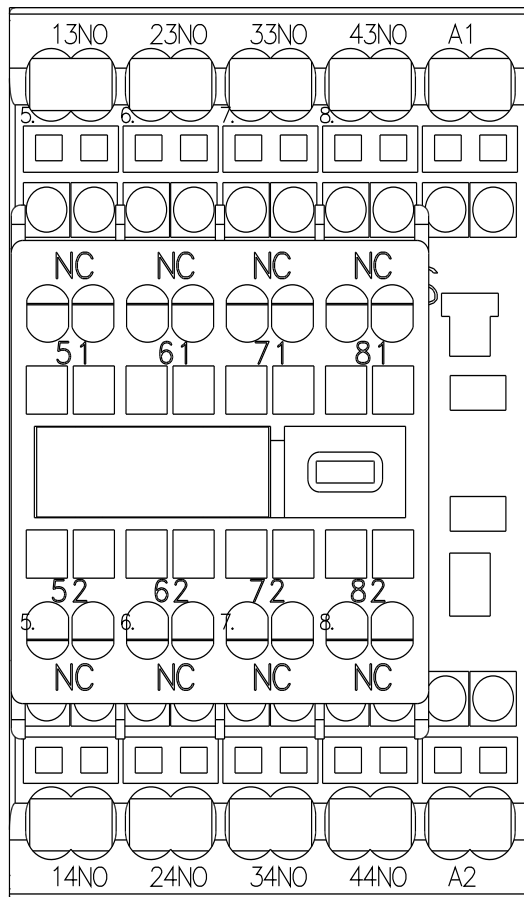 13NO 23NO 33NO 43NO A1
5. 6. 7. 8.
NC NC NC NC
51 61 71 81
52 62 72 82
5. 6. 7. 8.
NC NC NC NC
14NO 24NO 34NO 44NO A2